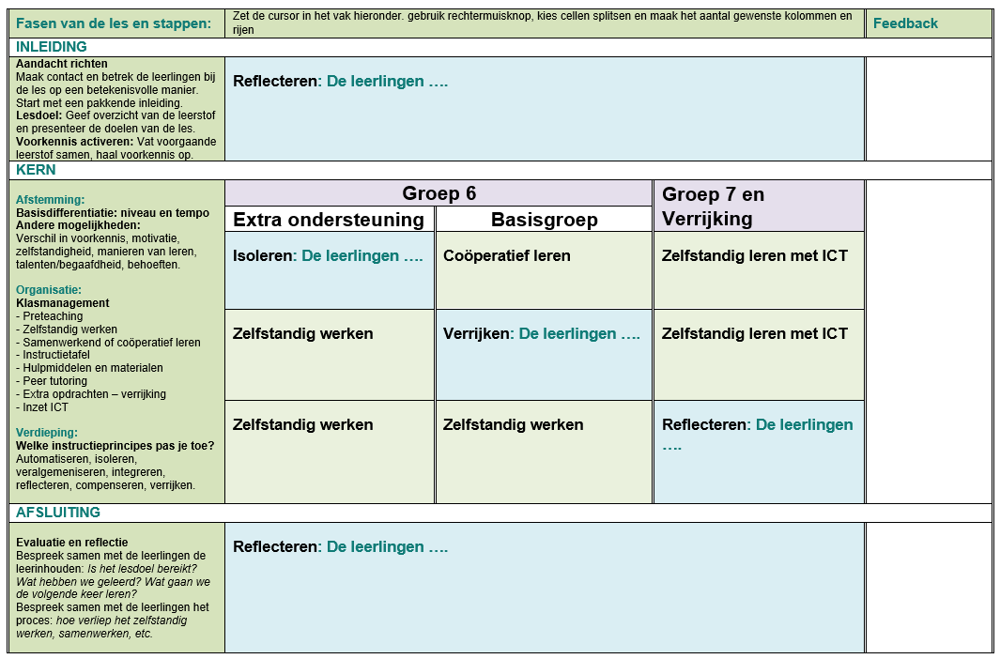 Fasen van de les en stappen:
Zet de cursor in het vak hieronder. gebruik rechtermuisknop, kies cellen splitsen en maak het aantal gewenste kolommen en
rijen
Feedback
INLEIDING
Aandacht richten
Maak contact en betrek de leerlingen bij
de les op een betekenisvolle manier.
Start met een pakkende inleiding.
Lesdoel: Geef overzicht van de leerstof
en presenteer de doelen van de les.
Voorkennis activeren: Vat voorgaande
leerstof samen, haal voorkennis op.
Reflecteren: De leerlingen ….
KERN
Afstemming:
Basisdifferentiatie: niveau en tempo
Andere mogelijkheden:
Verschil in voorkennis, motivatie,
zelfstandigheid, manieren van leren,
talenten/begaafdheid, behoeften.
Organisatie:
Klasmanagement
- Preteaching
- Zelfstandig werken
- Samenwerkend of coöperatief leren
- Instructietafel
- Hulpmiddelen en materialen
- Peer tutoring
- Extra opdrachten – verrijking
- Inzet ICT
Verdieping:
Welke instructieprincipes pas je toe?
Automatiseren, isoleren,
veralgemeniseren, integreren,
reflecteren, compenseren, verrijken.
Groep 6
Groep 7 en
Verrijking
Extra ondersteuning
Basisgroep
Isoleren: De leerlingen ….
Coöperatief leren
Zelfstandig leren met ICT
Zelfstandig werken
Verrijken: De leerlingen ….
Zelfstandig leren met ICT
Zelfstandig werken
Zelfstandig werken
Reflecteren: De leerlingen
….
AFSLUITING
Evaluatie en reflectie
Bespreek samen met de leerlingen de
leerinhouden: Is het lesdoel bereikt?
Wat hebben we geleerd? Wat gaan we
de volgende keer leren?
Bespreek samen met de leerlingen het
proces: hoe verliep het zelfstandig
werken, samenwerken, etc.
Reflecteren: De leerlingen ….